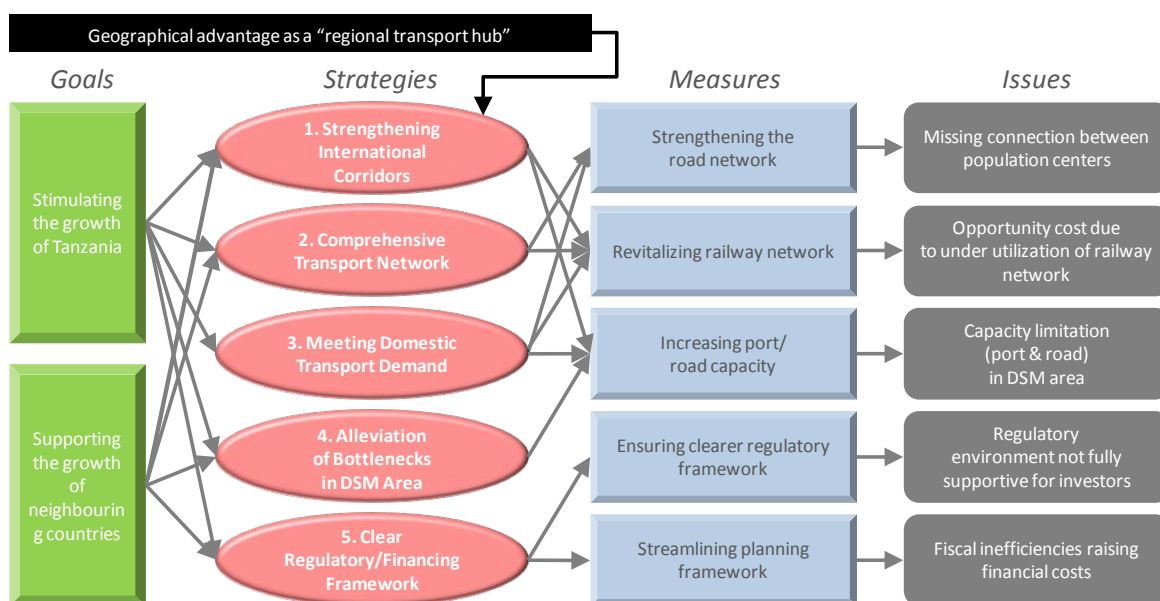 Geographical advantage as a “regional transport hub”
Goals
Strategies
Measures
Issues
Stimulating
the growth
of Tanzania
Supporting
the growth
of
neighbourin
g countries
1. Strengthening
International
Corridors
2. Comprehensive
Transport Network
3. Meeting Domestic
Transport Demand
4. Alleviation
of Bottlenecks
in DSM Area
5. Clear
Regulatory/Financing
Framework
Strengthening the
road network
Revitalizing railway network
Increasing port/
road capacity
Ensuring clearer regulatory
framework
Streamlining planning
framework
Missing connection between
population centers
Opportunity cost due
to under utilization of railway
network
Capacity limitation
(port & road)
in DSM area
Regulatory
environment not fully
supportive for investors
Fiscal inefficiencies raising
financial costs